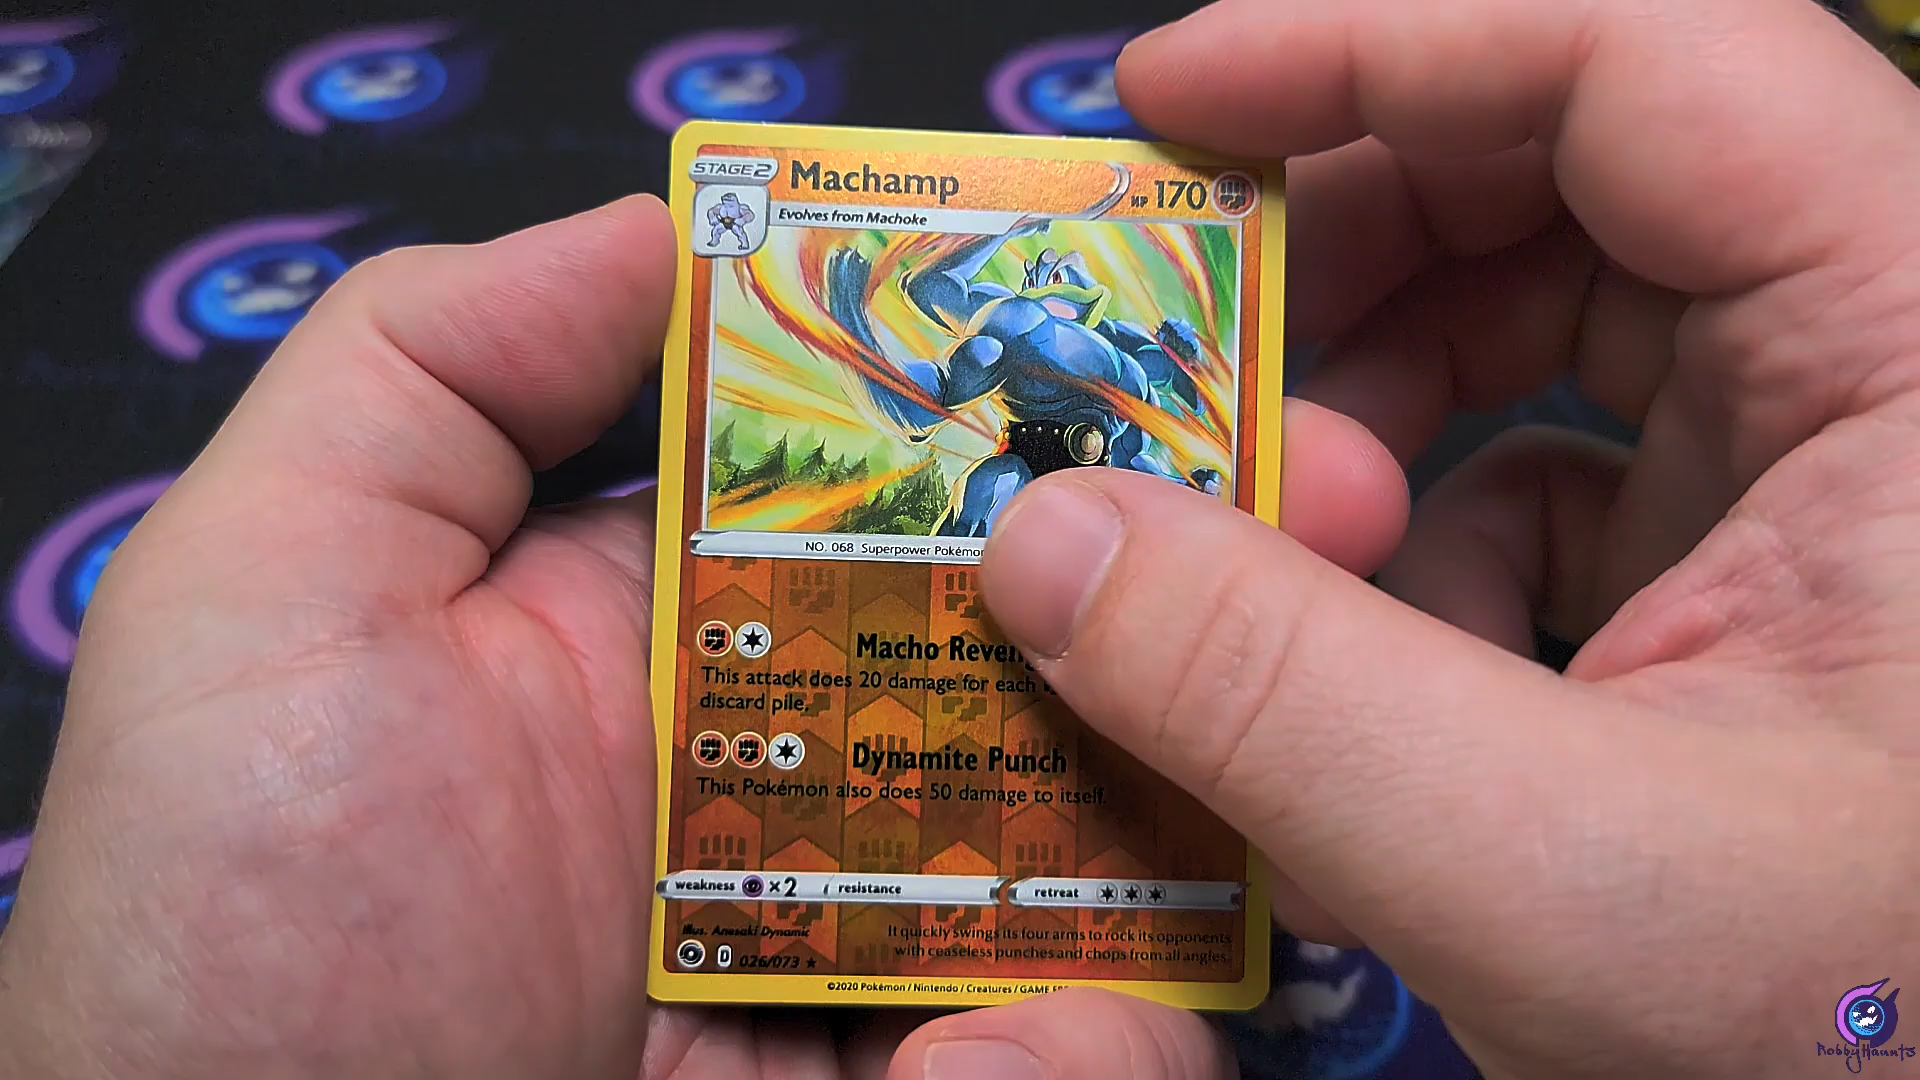 STAGE2
Machamp
HP 170
Evolves from Machoke
NO. 068 Superpower Pokémon
Macho
This attack does 20 damage for each
discard pile.
Dynamite Punch
This Pokémon also does 50 damage to itself.
weakness ×2 resistance retreat
Illus. Anesaki Dynamic
It quickly swings its four arms to rock its opponents
with ceaseless punches and chops from all angles.
D 026/073 ★
©2020 Pokémon / Nintendo / Creatures / GAME
RobbyHaunts